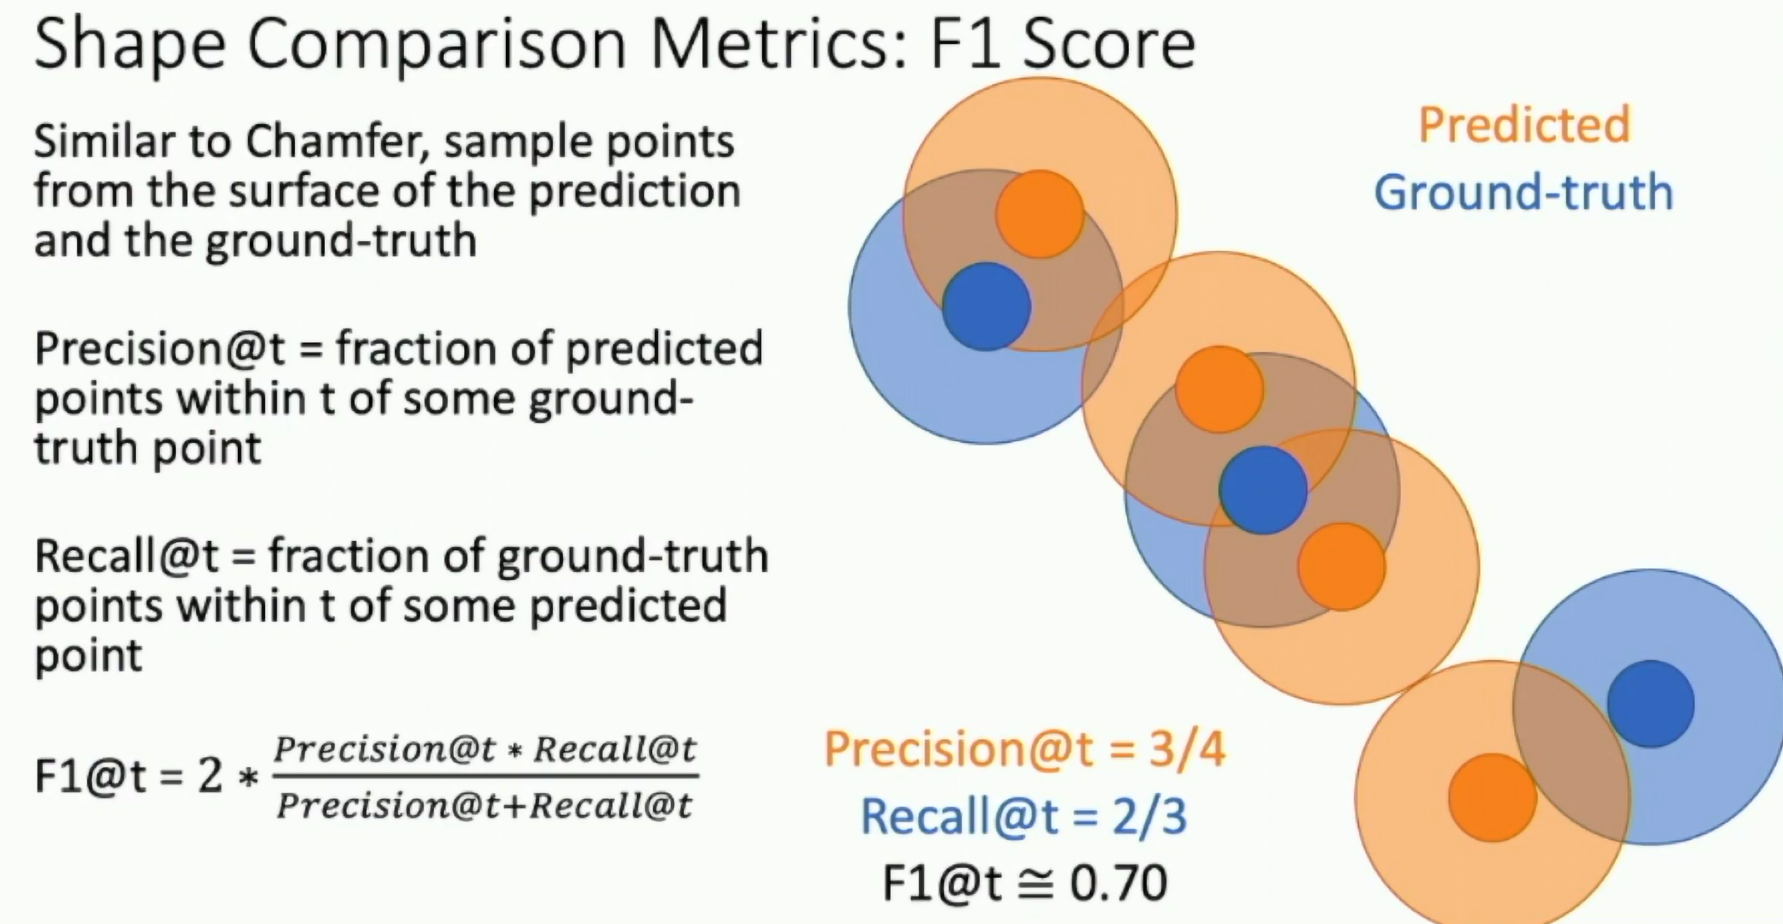 Shape Comparison Metrics: F1 Score
Similar to Chamfer, sample points
from the surface of the prediction
and the ground-truth
Precision@t = fraction of predicted
points within t of some ground-
truth point
Recall@t = fraction of ground-truth
points within t of some predicted
point
F1@t = 2 * Precision@t * Recall@t / Precision@t+Recall@t
Predicted
Ground-truth
Precision@t = 3/4
Recall@t = 2/3
F1@t ≅ 0.70